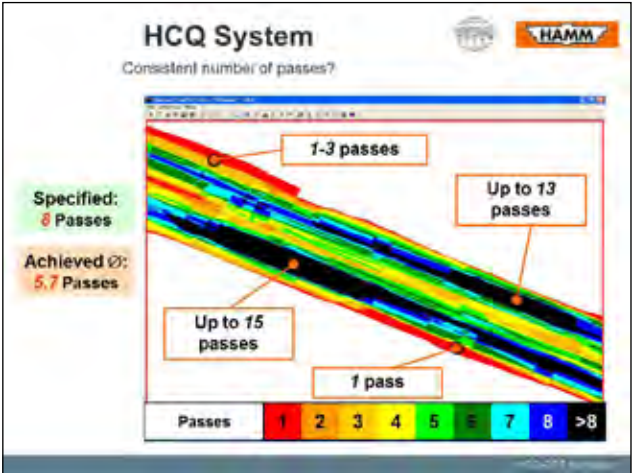 HCQ System
HAMM
Consistent number of passes?
1-3 passes
Specified:
8 Passes
Up to 13
passes
Achieved Ø:
5,7 Passes
Up to 15
passes
1 pass
Passes 1 2 3 4 5 6 7 8 >8